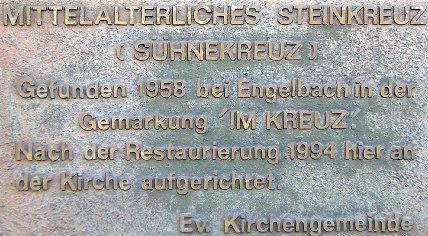 MITTELALTERLICHES STEINKREUZ
( SÜHNEKREUZ )
Gefunden 1958 bei Engelbach in der
Gemarkung ´IM KREUZ´
Nach der Restaurierung 1994 hier an
der Kirche aufgerichtet.
Ev. Kirchengemeinde